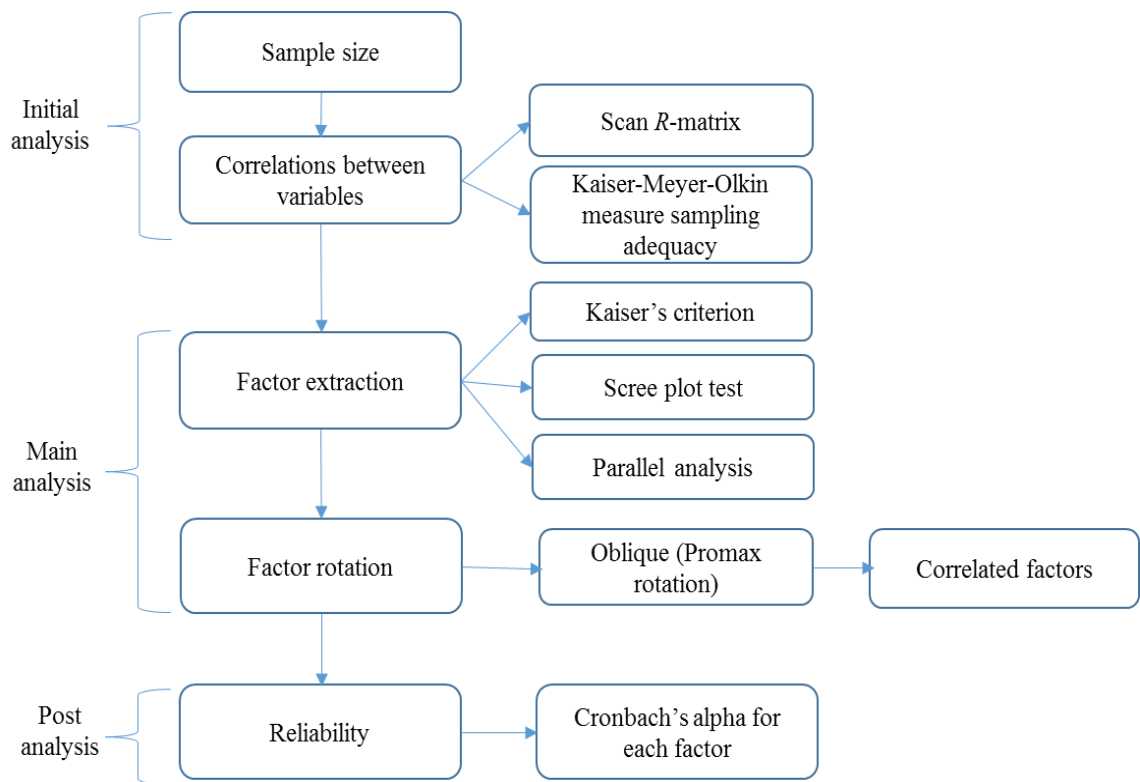 Initial
analysis
Sample size
Correlations between
variables
Scan R-matrix
Kaiser-Meyer-Olkin
measure sampling
adequacy
Main
analysis
Factor extraction
Kaiser’s criterion
Scree plot test
Parallel analysis
Factor rotation
Oblique (Promax
rotation)
Correlated factors
Post
analysis
Reliability
Cronbach’s alpha for
each factor